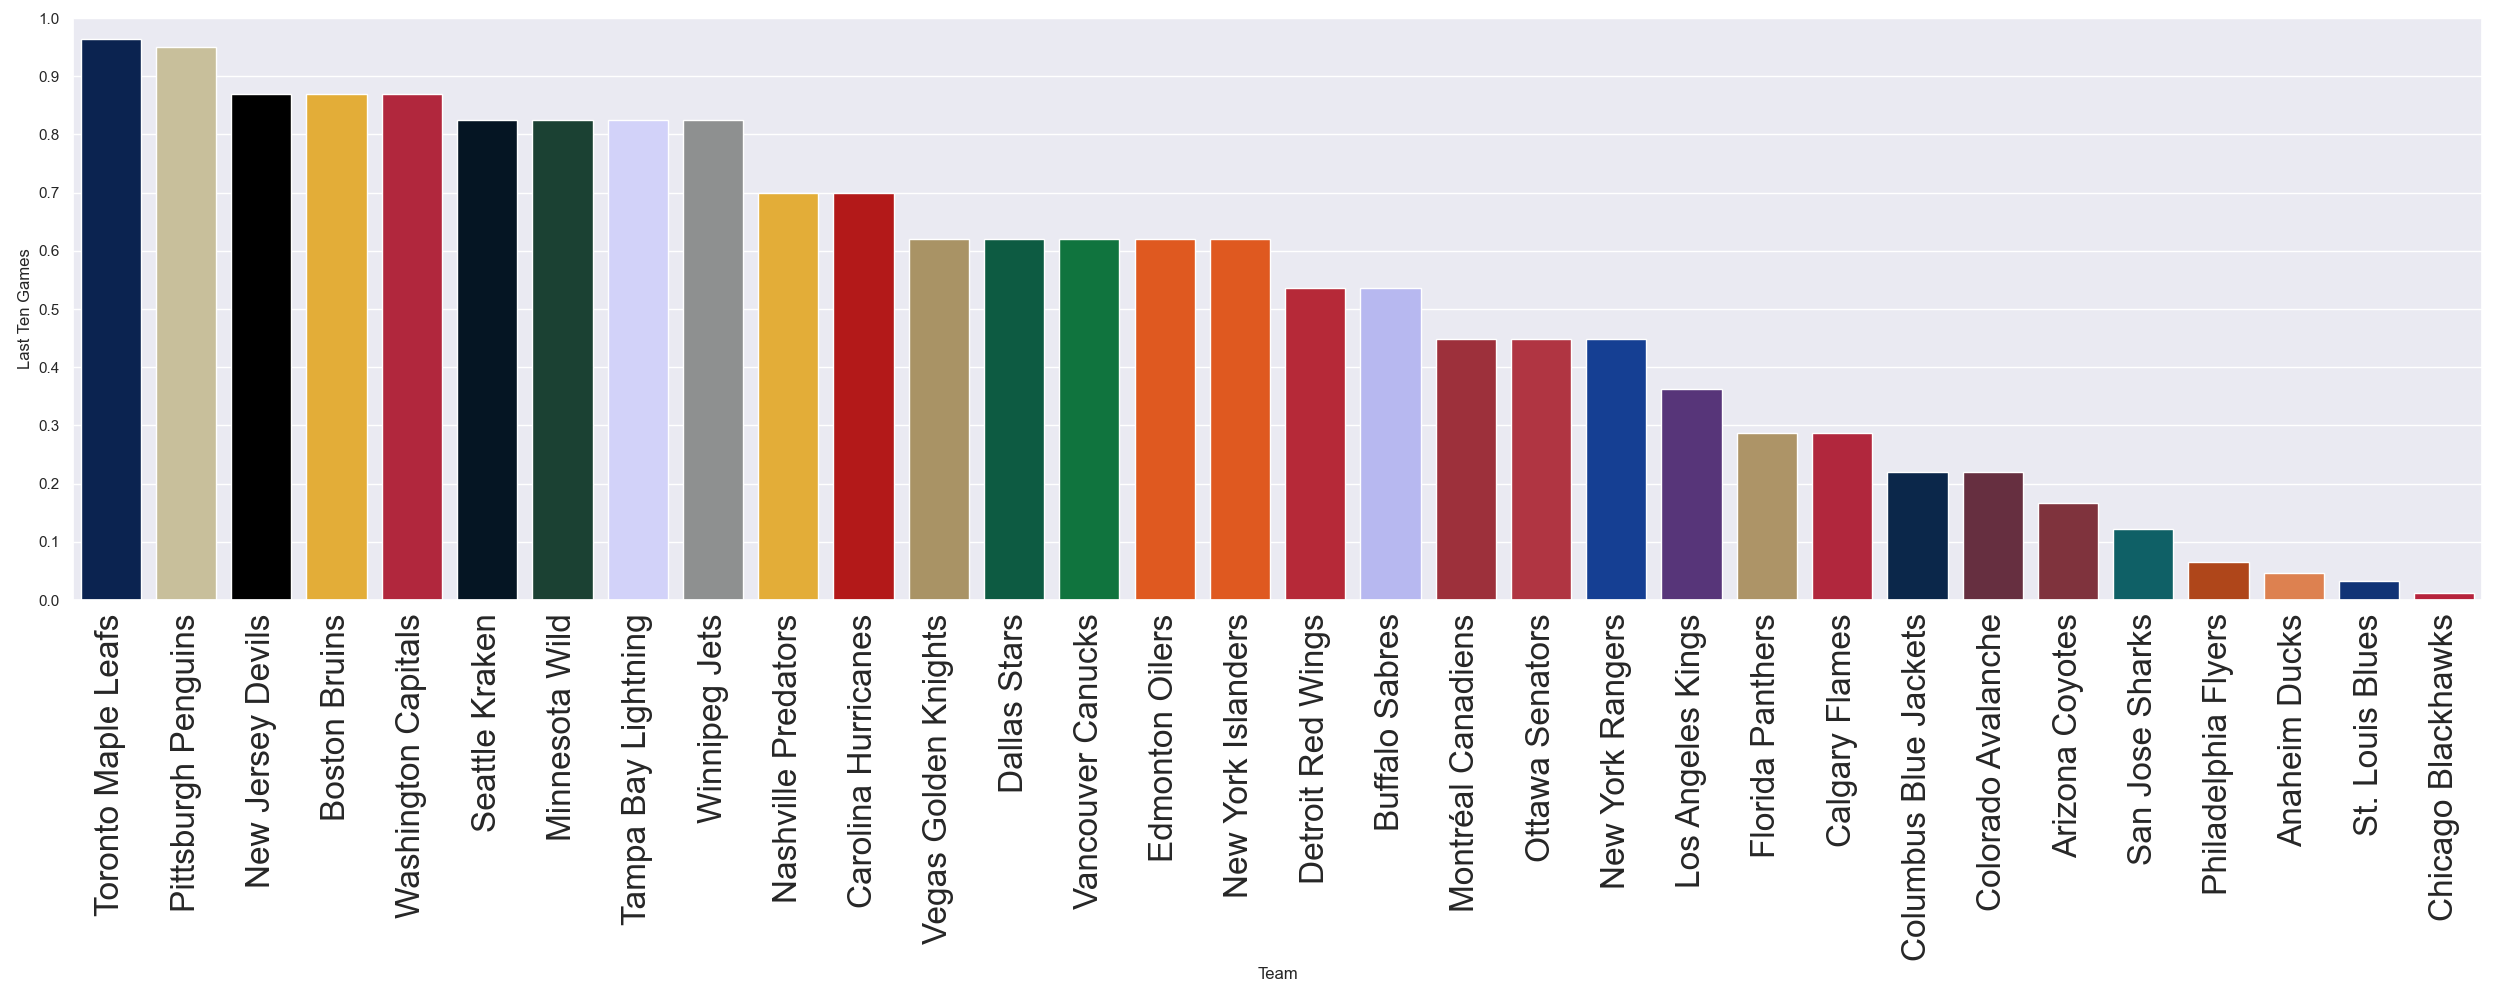 1.0
0.9
0.8
0.7
0.6
0.5
0.4
0.3
0.2
0.1
0.0
Last Ten Games
Toronto Maple Leafs
Pittsburgh Penguins
New Jersey Devils
Boston Bruins
Washington Capitals
Seattle Kraken
Minnesota Wild
Tampa Bay Lightning
Winnipeg Jets
Nashville Predators
Carolina Hurricanes
Vegas Golden Knights
Dallas Stars
Vancouver Canucks
Edmonton Oilers
New York Islanders
Detroit Red Wings
Buffalo Sabres
Montréal Canadiens
Ottawa Senators
New York Rangers
Los Angeles Kings
Florida Panthers
Calgary Flames
Columbus Blue Jackets
Colorado Avalanche
Arizona Coyotes
San Jose Sharks
Philadelphia Flyers
Anaheim Ducks
St. Louis Blues
Chicago Blackhawks
Team